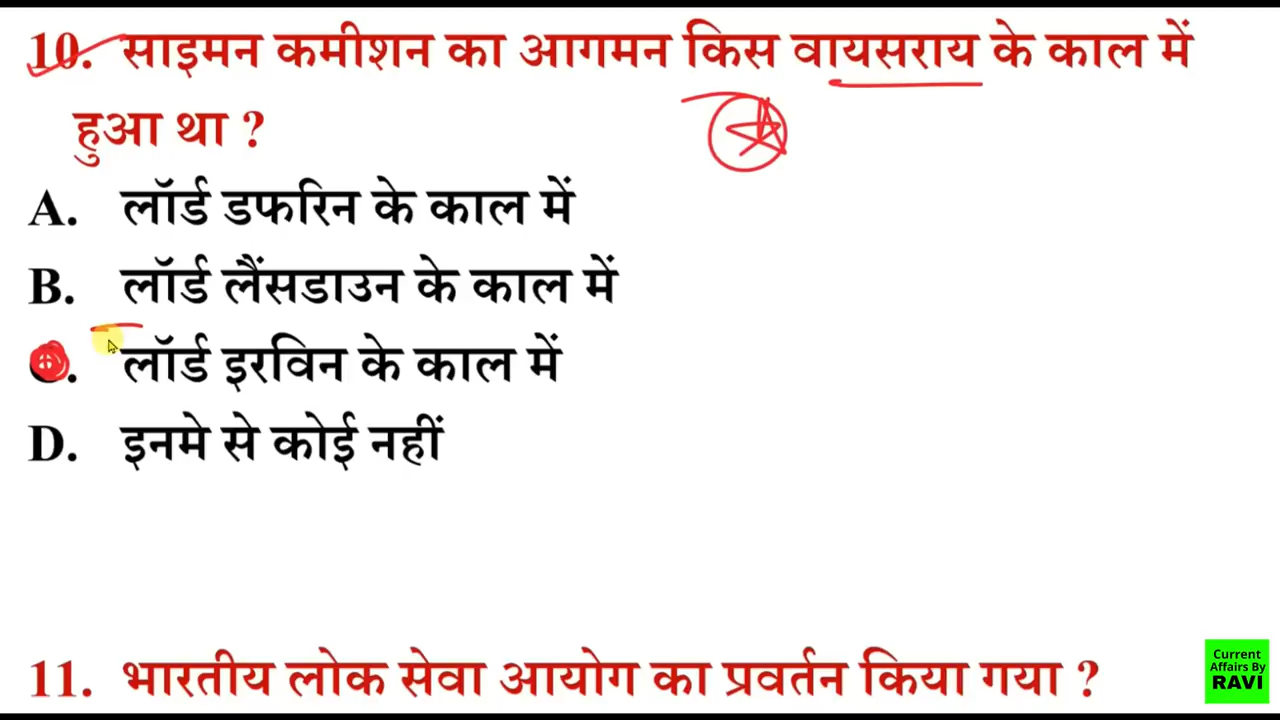 10. साइमन कमीशन का आगमन किस वायसराय के काल में
हुआ था ?
A. लॉर्ड डफरिन के काल में
B. लॉर्ड लैंसडाउन के काल में
लॉर्ड इरविन के काल में
D. इनमे से कोई नहीं
11. भारतीय लोक सेवा आयोग का प्रवर्तन किया गया ?
Current
Affairs By
RAVI